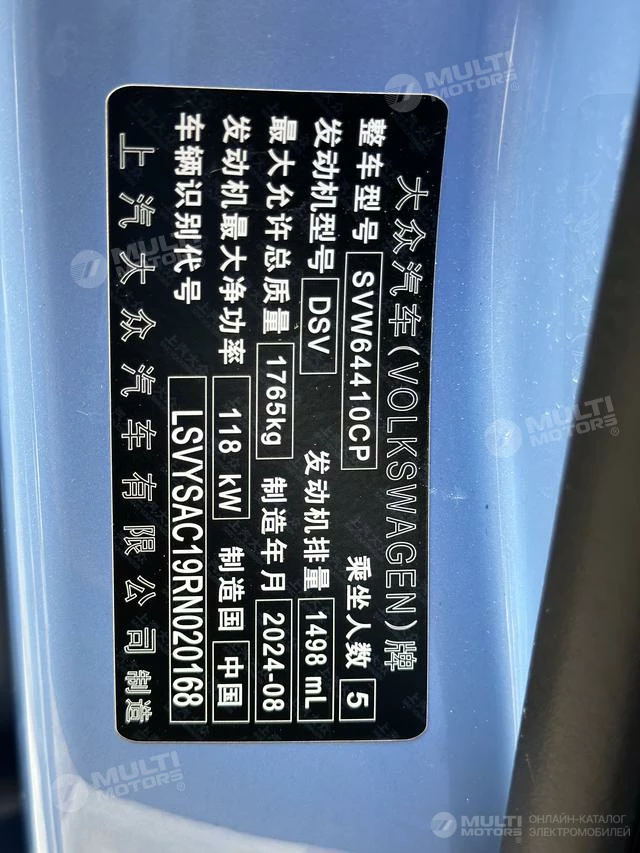 大众汽车(VOLKSWAGEN)牌
整车型号 SVW64410CP 乘坐人数 5
发动机型号 DSV 发动机排量 1498 mL
最大允许总质量 1765kg 制造年月 2024-08
发动机最大净功率 118 kW 制造国 中国
车辆识别代号 LSVYSAC19RN020168
上汽大众汽车有限公司制造
MULTI
MOTORS®
MULTI
MOTORS®
MULTI
MOTORS®
MULTI
MOTORS®
MULTI
MOTORS®
ОНЛАЙН-КАТАЛОГ
ЭЛЕКТРОМОБИЛЕЙ